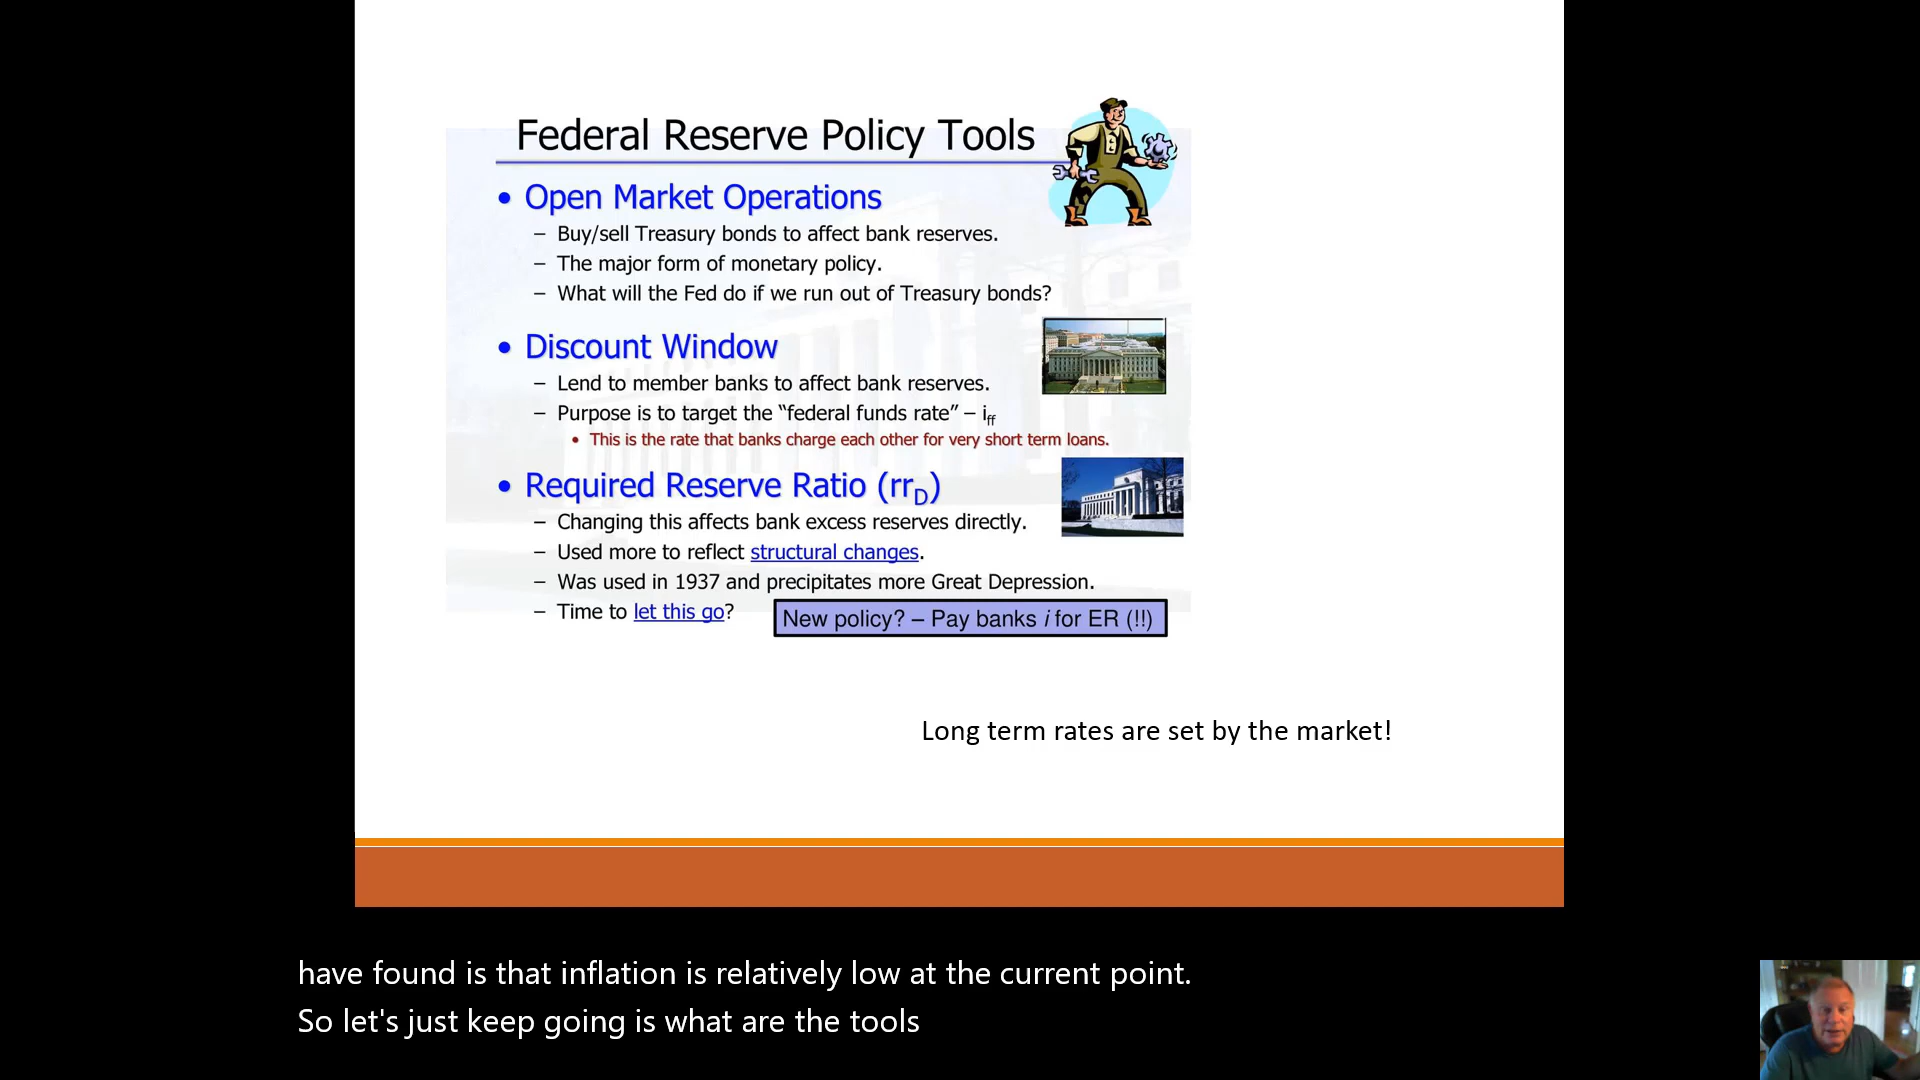 Federal Reserve Policy Tools
• Open Market Operations
– Buy/sell Treasury bonds to affect bank reserves.
– The major form of monetary policy.
– What will the Fed do if we run out of Treasury bonds?
• Discount Window
– Lend to member banks to affect bank reserves.
– Purpose is to target the “federal funds rate” – iff
• This is the rate that banks charge each other for very short term loans.
• Required Reserve Ratio (rrD)
– Changing this affects bank excess reserves directly.
– Used more to reflect structural changes.
– Was used in 1937 and precipitates more Great Depression.
– Time to let this go?
New policy? – Pay banks i for ER (!!)
Long term rates are set by the market!
have found is that inflation is relatively low at the current point.
So let's just keep going is what are the tools